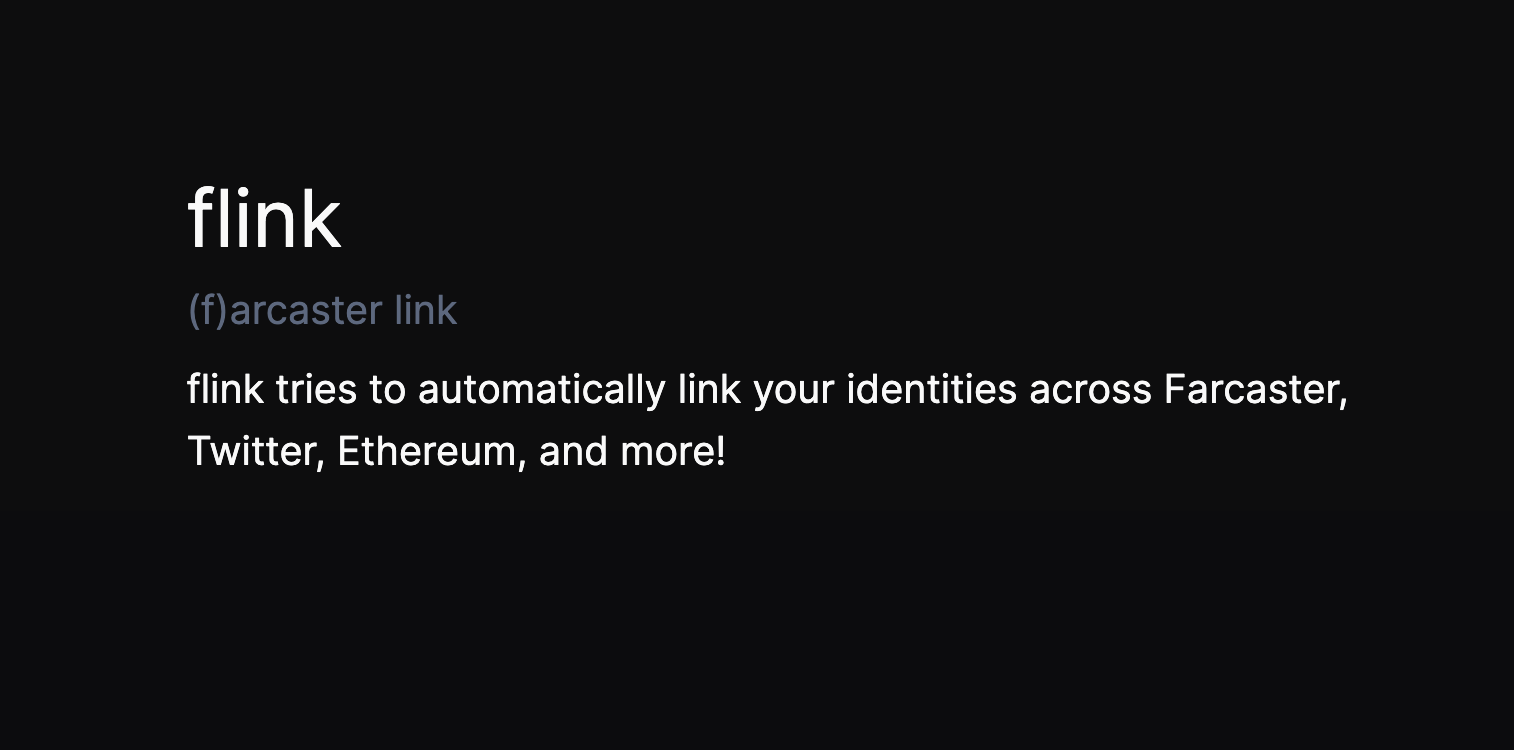 flink
(f)arcaster link
flink tries to automatically link your identities across Farcaster,
Twitter, Ethereum, and more!